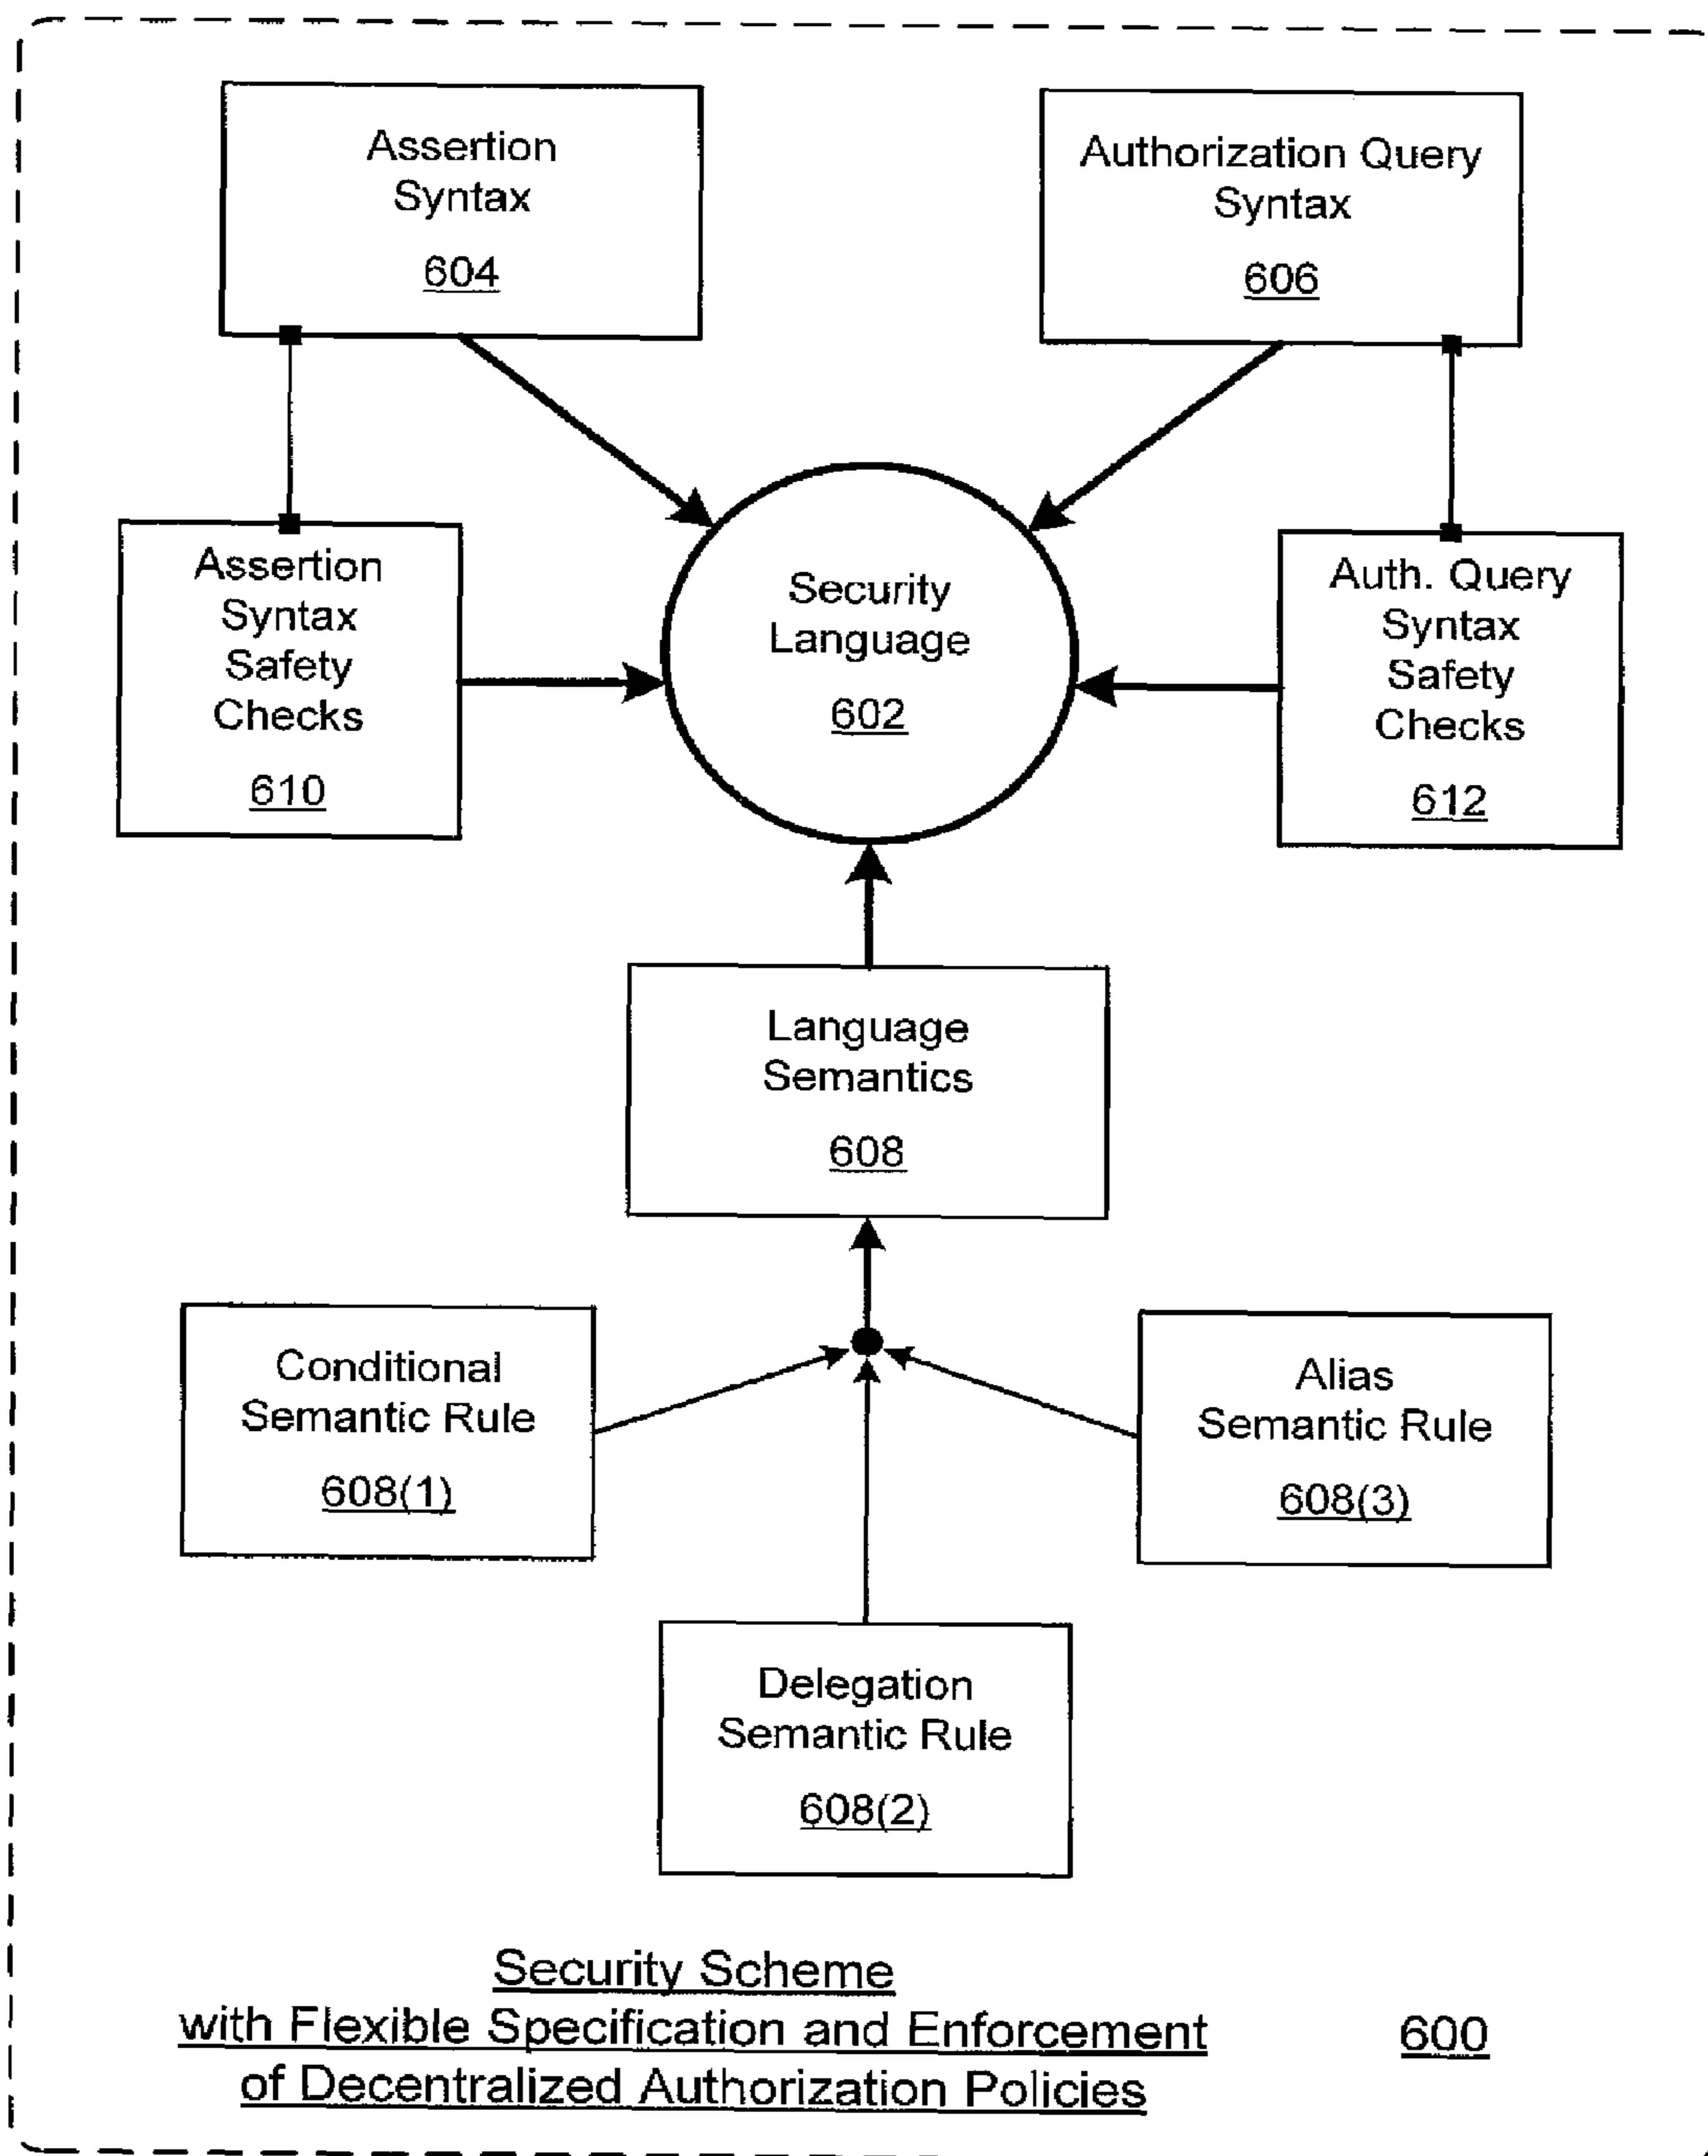 Assertion
Syntax
604
Authorization Query
Syntax
606
Assertion
Syntax
Safety
Checks
610
Security
Language
602
Auth. Query
Syntax
Safety
Checks
612
Language
Semantics
608
Conditional
Semantic Rule
608(1)
Alias
Semantic Rule
608(3)
Delegation
Semantic Rule
608(2)
Security Scheme
with Flexible Specification and Enforcement
of Decentralized Authorization Policies
600